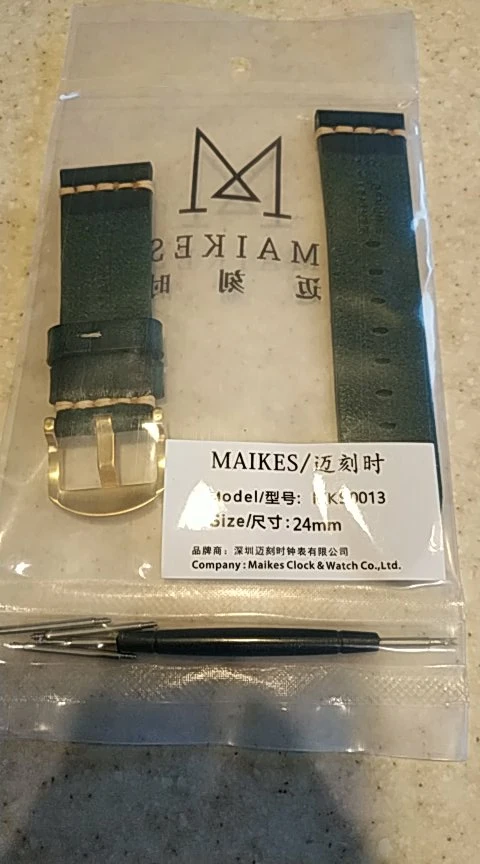 MAIKES
迈刻时
MAIKES/迈刻时
Model/型号:
Size/尺寸:24mm
品牌商:深圳迈刻时钟表有限公司
Company:Maikes Clock & Watch Co.,Ltd.